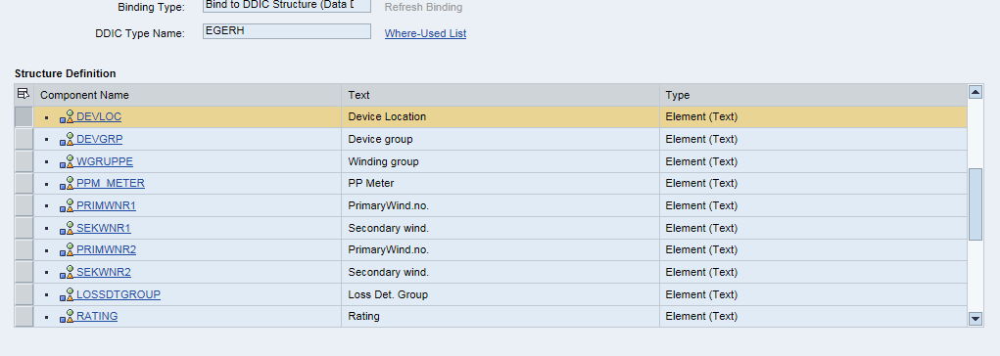 Binding Type: Bind to DDIC Structure (Data D Refresh Binding
DDIC Type Name: EGERH Where-Used List
Structure Definition
Component Name Text Type
DEVLOC Device Location Element (Text)
DEVGRP Device group Element (Text)
WGRUPPE Winding group Element (Text)
PPM_METER PP Meter Element (Text)
PRIMWNR1 PrimaryWind.no. Element (Text)
SEKWNR1 Secondary wind. Element (Text)
PRIMWNR2 PrimaryWind.no. Element (Text)
SEKWNR2 Secondary wind. Element (Text)
LOSSDTGROUP Loss Det. Group Element (Text)
RATING Rating Element (Text)